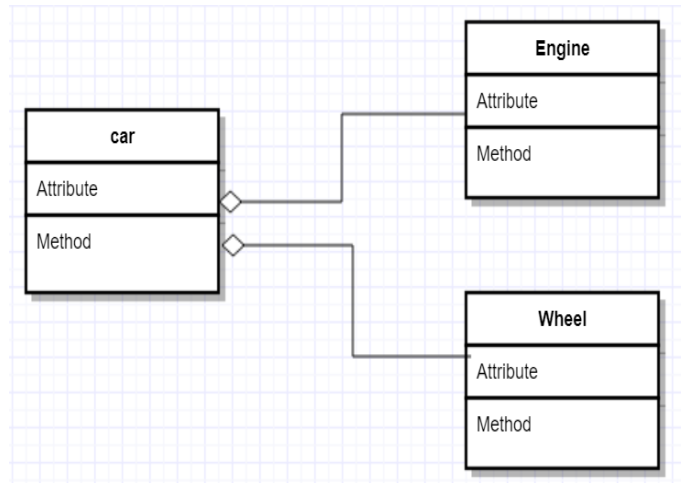 car
Attribute
Method
Engine
Attribute
Method
Wheel
Attribute
Method